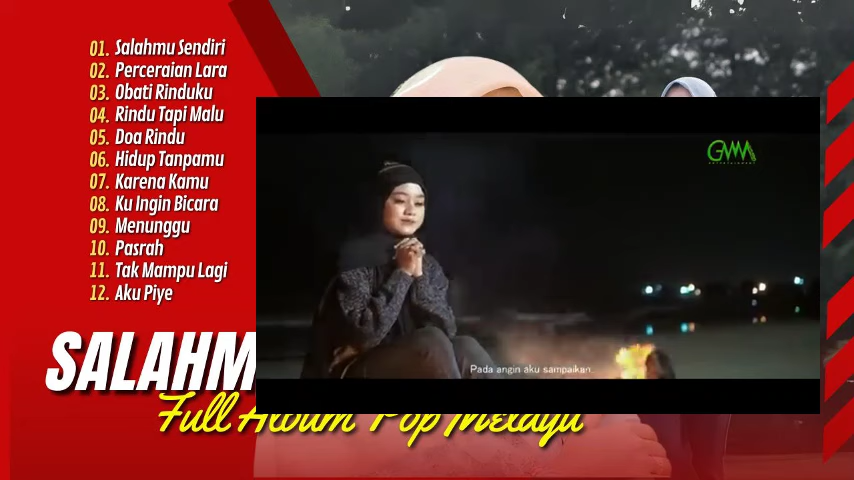 01. Salahmu Sendiri
02. Perceraian Lara
03. Obati Rinduku
04. Rindu Tapi Malu
05. Doa Rindu
06. Hidup Tanpamu
07. Karena Kamu
08. Ku Ingin Bicara
09. Menunggu
10. Pasrah
11. Tak Mampu Lagi
12. Aku Piye
GMM
ENTERTAINMENT
Pada angin aku sampaikan
SALAHM
Full Album Pop Melayu